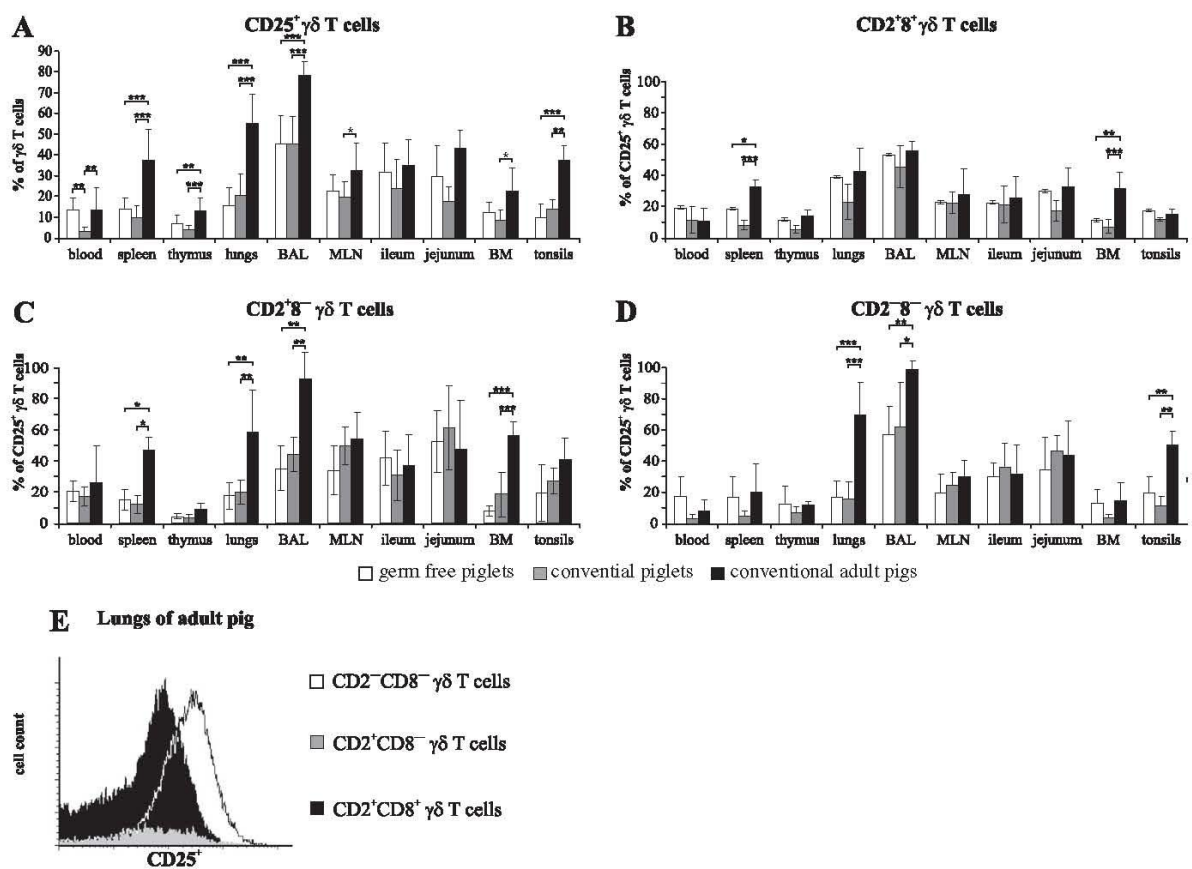 A
CD25⁺ γδ T cells
% of γδ T cells
90
80
70
60
50
40
30
20
10
0
*** *** *** *** *** *** ** ** ** *** * * *** **
blood spleen thymus lungs BAL MLN ileum jejunum BM tonsils
B
CD2⁺8⁺γδ T cells
% of CD25⁺ γδ T cells
100
80
60
40
20
0
* *** ** ***
blood spleen thymus lungs BAL MLN ileum jejunum BM tonsils
C
CD2⁺8⁻ γδ T cells
% of CD25⁺ γδ T cells
100
80
60
40
20
0
* * ** ** ** ** *** ***
blood spleen thymus lungs BAL MLN ileum jejunum BM tonsils
D
CD2⁻8⁻ γδ T cells
% of CD25⁺ γδ T cells
100
80
60
40
20
0
*** *** ** * ** **
blood spleen thymus lungs BAL MLN ileum jejunum BM tonsils
germ free piglets convential piglets conventional adult pigs
E Lungs of adult pig
cell count
CD25⁺
CD2⁻CD8⁻ γδ T cells
CD2⁺CD8⁻ γδ T cells
CD2⁺CD8⁺ γδ T cells